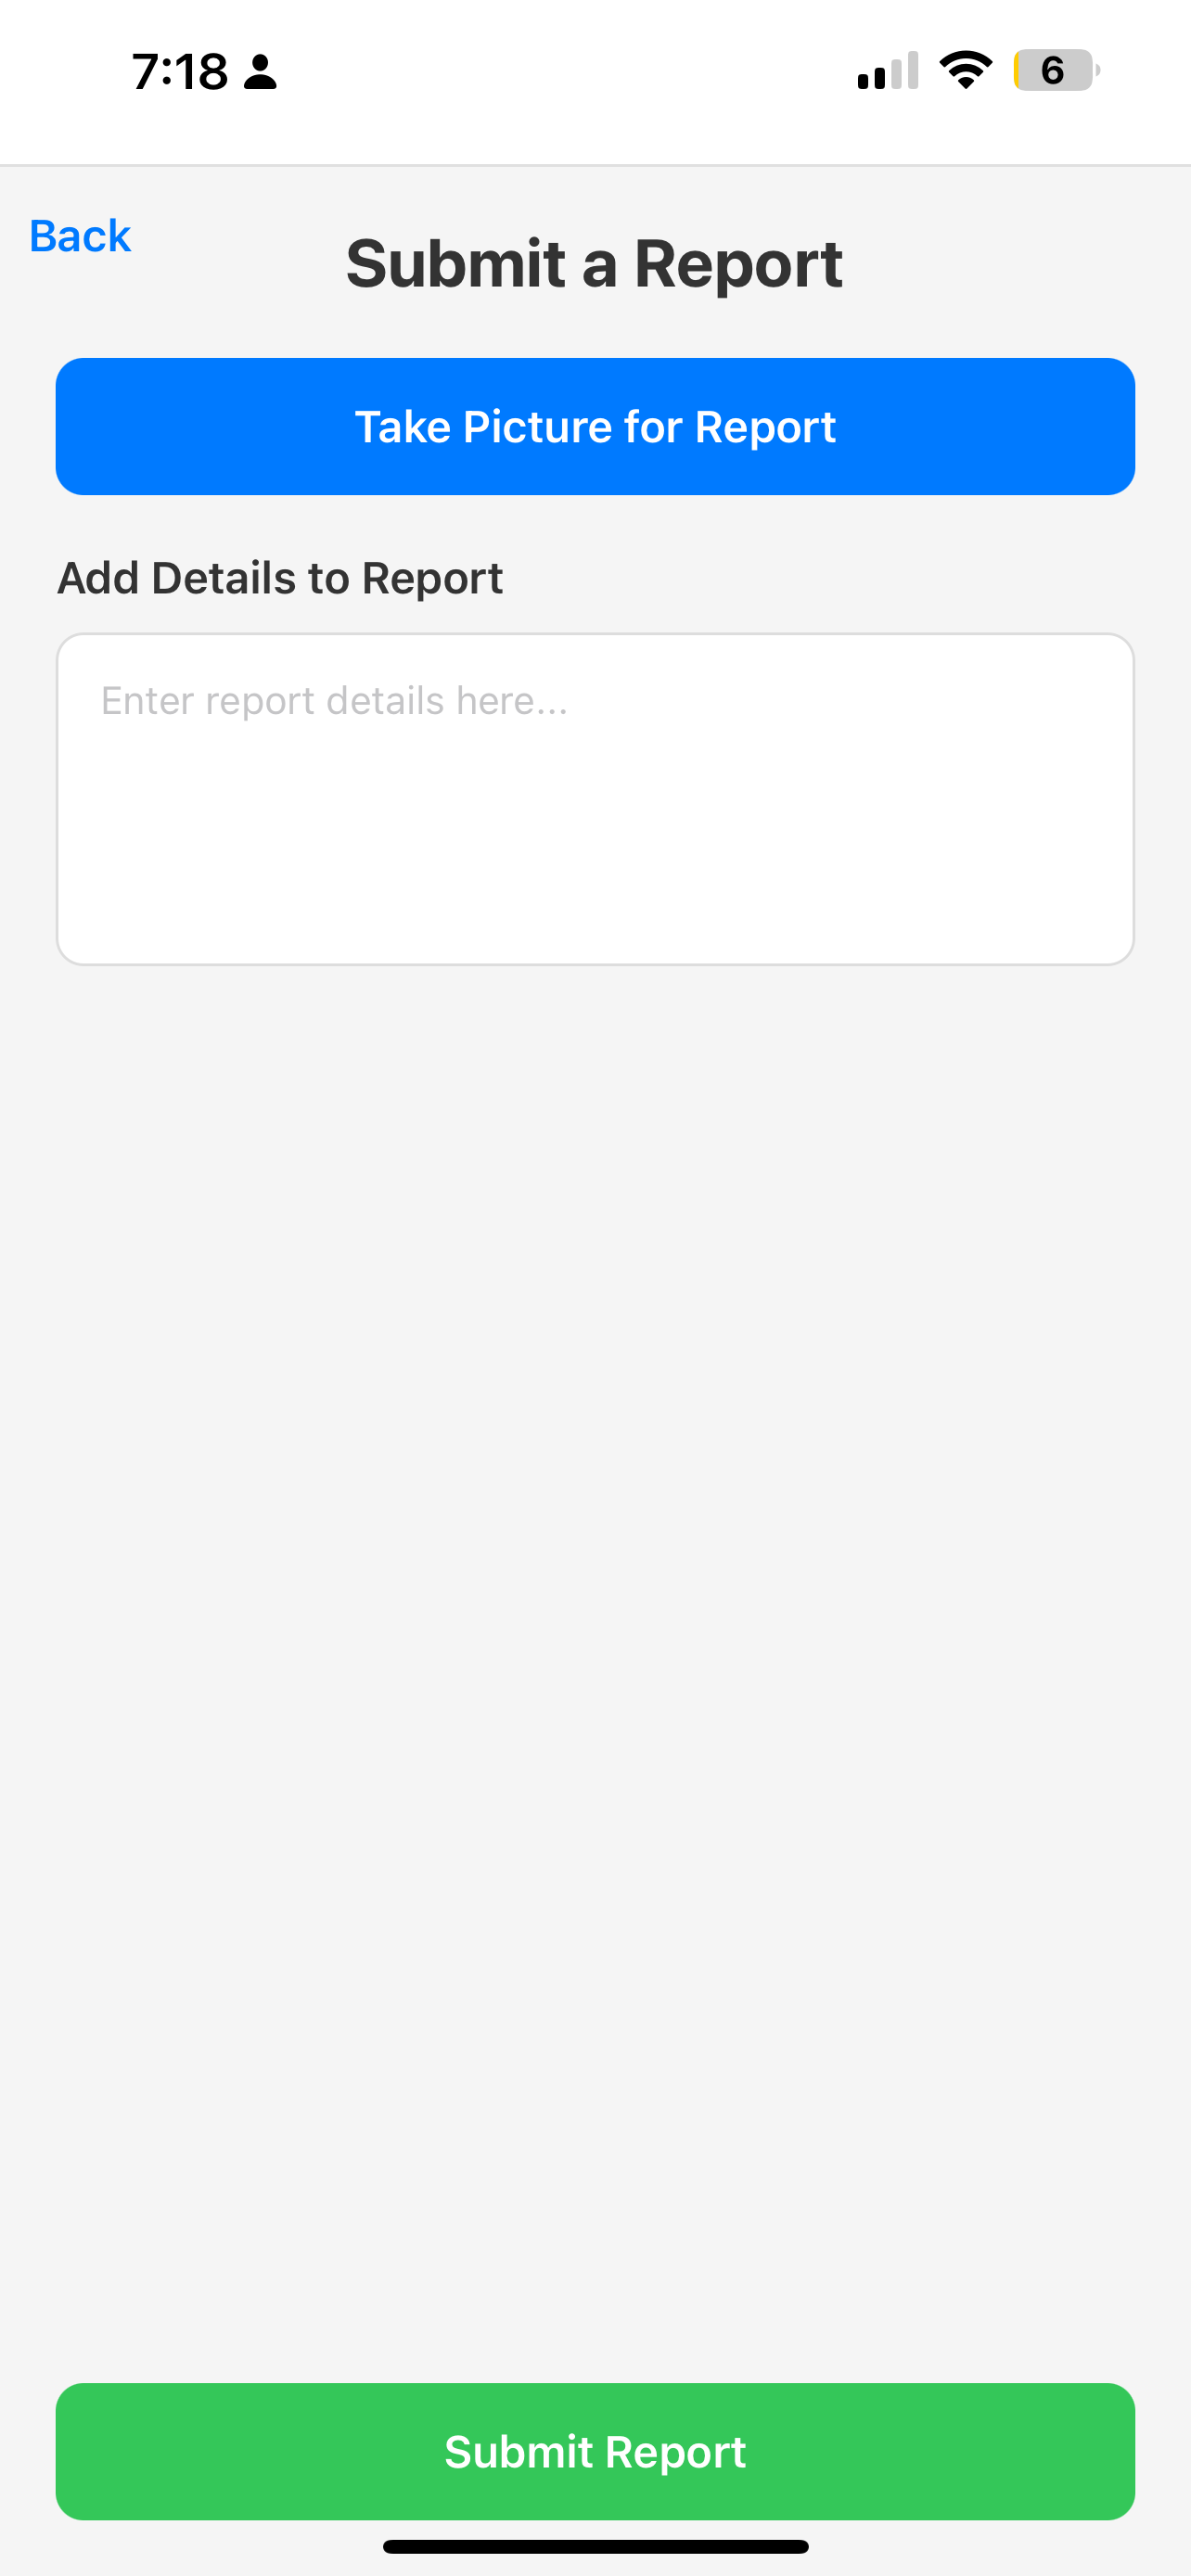 7:18
6
Back
Submit a Report
Take Picture for Report
Add Details to Report
Enter report details here...
Submit Report